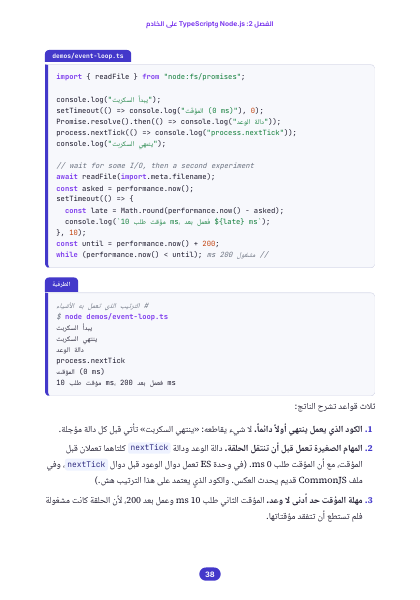 الفصل 2: Node.js وTypeScript على الخادم
demos/event-loop.ts
import { readFile } from "node:fs/promises";
console.log("يبدأ السكربت");
setTimeout(() => console.log("المؤقت (0 ms)"), 0);
Promise.resolve().then(() => console.log("دالة الوعد"));
process.nextTick(() => console.log("process.nextTick"));
console.log("ينتهي السكربت");
// wait for some I/O, then a second experiment
await readFile(import.meta.filename);
const asked = performance.now();
setTimeout(() => {
const late = Math.round(performance.now() - asked);
console.log(`مؤقت طلب 10 ms، فعمل بعد ${late} ms`);
}, 10);
const until = performance.now() + 200;
while (performance.now() < until); // مشغول 200 ms
الطرفية
# الترتيب الذي تعمل به الأشياء
$ node demos/event-loop.ts
يبدأ السكربت
ينتهي السكربت
دالة الوعد
process.nextTick
المؤقت (0 ms)
مؤقت طلب 10 ms، فعمل بعد 200 ms
ثلاث قواعد تشرح الناتج:
1. الكود الذي يعمل ينتهي أولاً دائماً. لا شيء يقاطعه: «ينتهي السكربت» تأتي قبل كل دالة مؤجلة.
2. المهام الصغيرة تعمل قبل أن تنتقل الحلقة. دالة الوعد ودالة nextTick كلتاهما تعملان قبل
المؤقت، مع أن المؤقت طلب 0 ms. (في وحدة ES تعمل دوال الوعود قبل دوال nextTick، وفي
ملف CommonJS قديم يحدث العكس. والكود الذي يعتمد على هذا الترتيب هش.)
3. مهلة المؤقت حد أدنى لا وعد. المؤقت الثاني طلب 10 ms وعمل بعد 200، لأن الحلقة كانت مشغولة
فلم تستطع أن تتفقد مؤقتاتها.
38